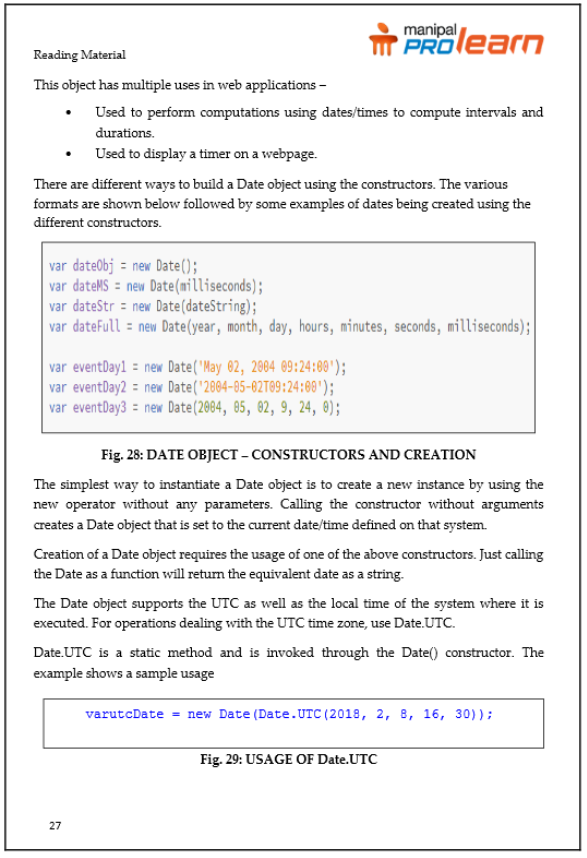 manipal
PROlearn
Reading Material
This object has multiple uses in web applications –
• Used to perform computations using dates/times to compute intervals and
durations.
• Used to display a timer on a webpage.
There are different ways to build a Date object using the constructors. The various
formats are shown below followed by some examples of dates being created using the
different constructors.
var dateObj = new Date();
var dateMS = new Date(milliseconds);
var dateStr = new Date(dateString);
var dateFull = new Date(year, month, day, hours, minutes, seconds, milliseconds);
var eventDay1 = new Date('May 02, 2004 09:24:00');
var eventDay2 = new Date('2004-05-02T09:24:00');
var eventDay3 = new Date(2004, 05, 02, 9, 24, 0);
Fig. 28: DATE OBJECT – CONSTRUCTORS AND CREATION
The simplest way to instantiate a Date object is to create a new instance by using the
new operator without any parameters. Calling the constructor without arguments
creates a Date object that is set to the current date/time defined on that system.
Creation of a Date object requires the usage of one of the above constructors. Just calling
the Date as a function will return the equivalent date as a string.
The Date object supports the UTC as well as the local time of the system where it is
executed. For operations dealing with the UTC time zone, use Date.UTC.
Date.UTC is a static method and is invoked through the Date() constructor. The
example shows a sample usage
varutcDate = new Date(Date.UTC(2018, 2, 8, 16, 30));
Fig. 29: USAGE OF Date.UTC
27